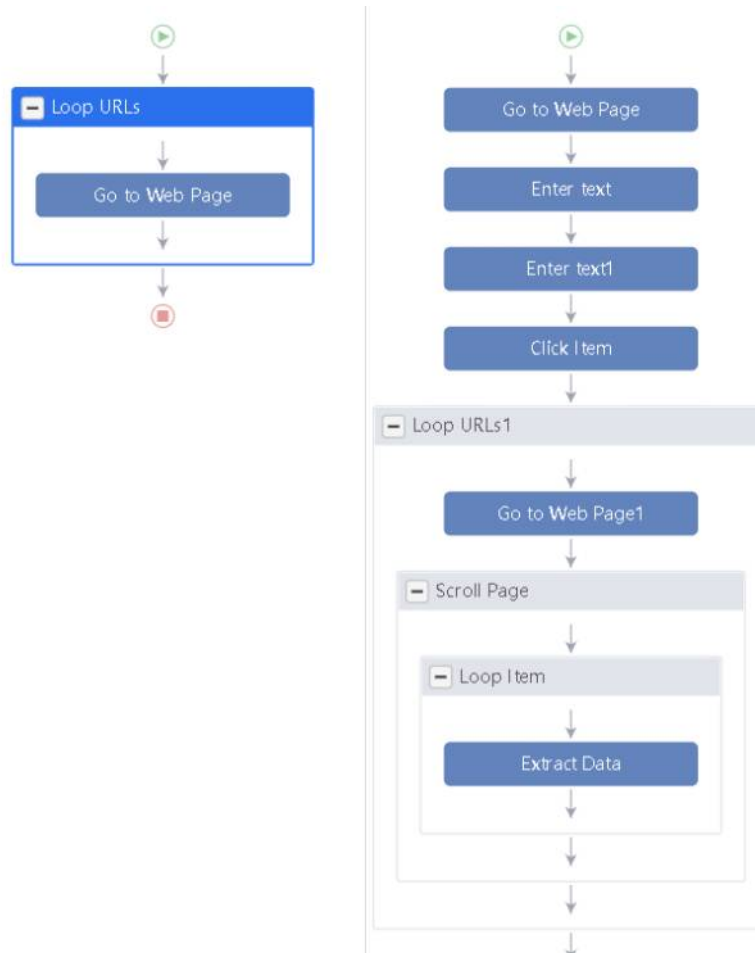 Loop URLs
Go to Web Page
Go to Web Page
Enter text
Enter text1
Click Item
Loop URLs1
Go to Web Page1
Scroll Page
Loop Item
Extract Data